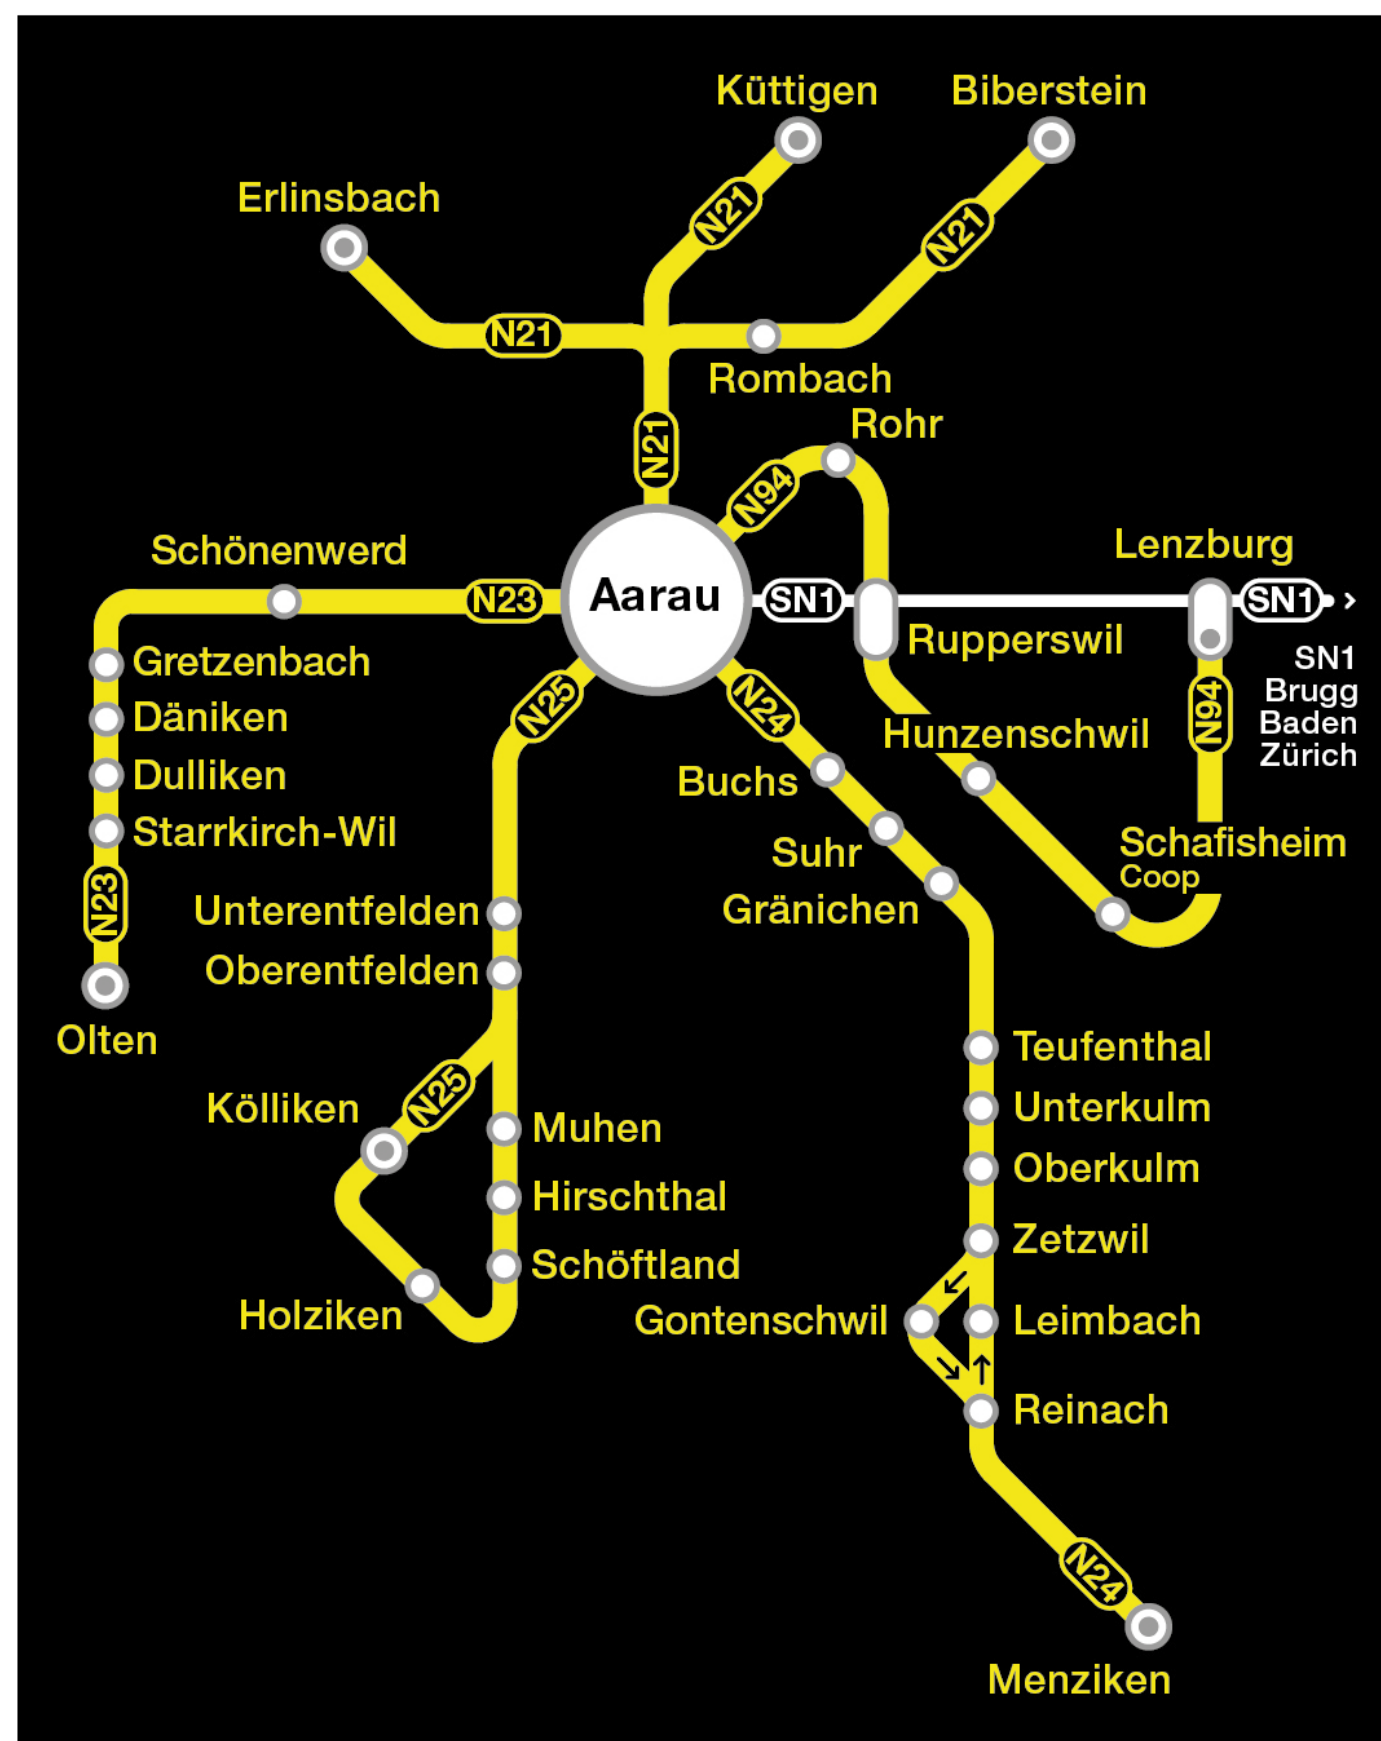 Küttigen
Biberstein
Erlinsbach
N21
N21
N21
Rombach
Rohr
N21
N94
Schönenwerd
Lenzburg
N23
Aarau
SN1
SN1
Rupperswil
Gretzenbach
SN1
Brugg
Baden
Zürich
N25
N24
N94
Däniken
Hunzenschwil
Dulliken
Buchs
Starrkirch-Wil
Suhr
Schafisheim
Coop
N23
Unterentfelden
Gränichen
Oberentfelden
Olten
Teufenthal
N25
Kölliken
Unterkulm
Muhen
Oberkulm
Hirschthal
Zetzwil
Schöftland
Holziken
Gontenschwil
Leimbach
Reinach
N24
Menziken